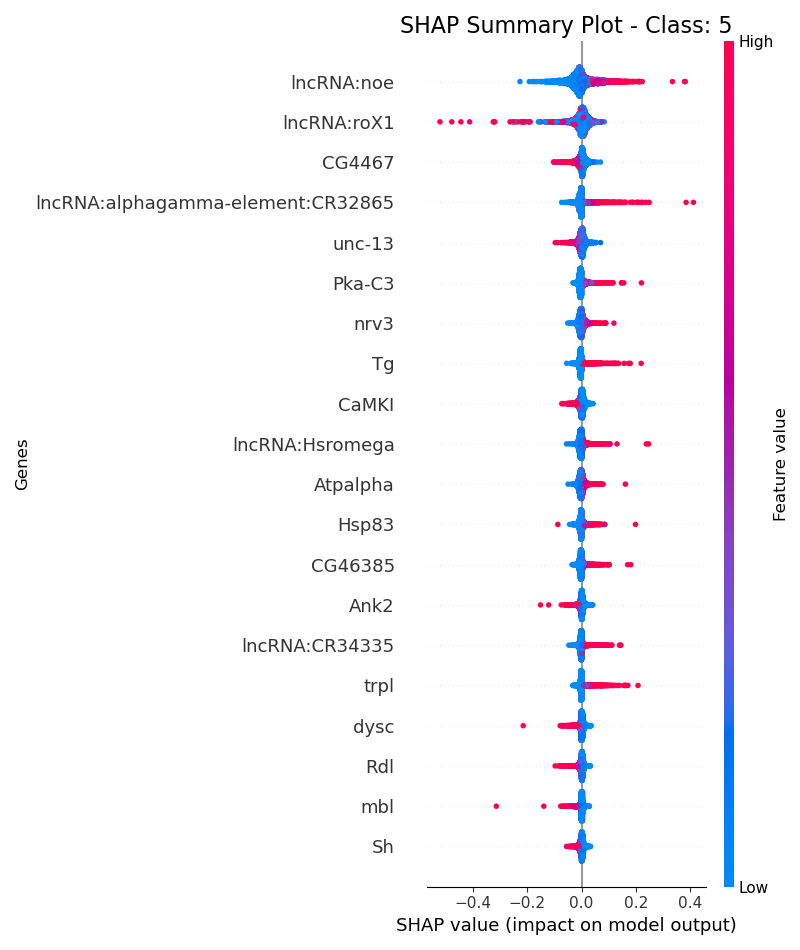 SHAP Summary Plot - Class: 5
High
lncRNA:noe
lncRNA:roX1
CG4467
lncRNA:alphagamma-element:CR32865
unc-13
Pka-C3
nrv3
Tg
CaMKI
lncRNA:Hsromega
Atpalpha
Hsp83
CG46385
Ank2
lncRNA:CR34335
trpl
dysc
Rdl
mbl
Sh
Genes
Feature value
Low
−0.4 −0.2 0.0 0.2 0.4
SHAP value (impact on model output)